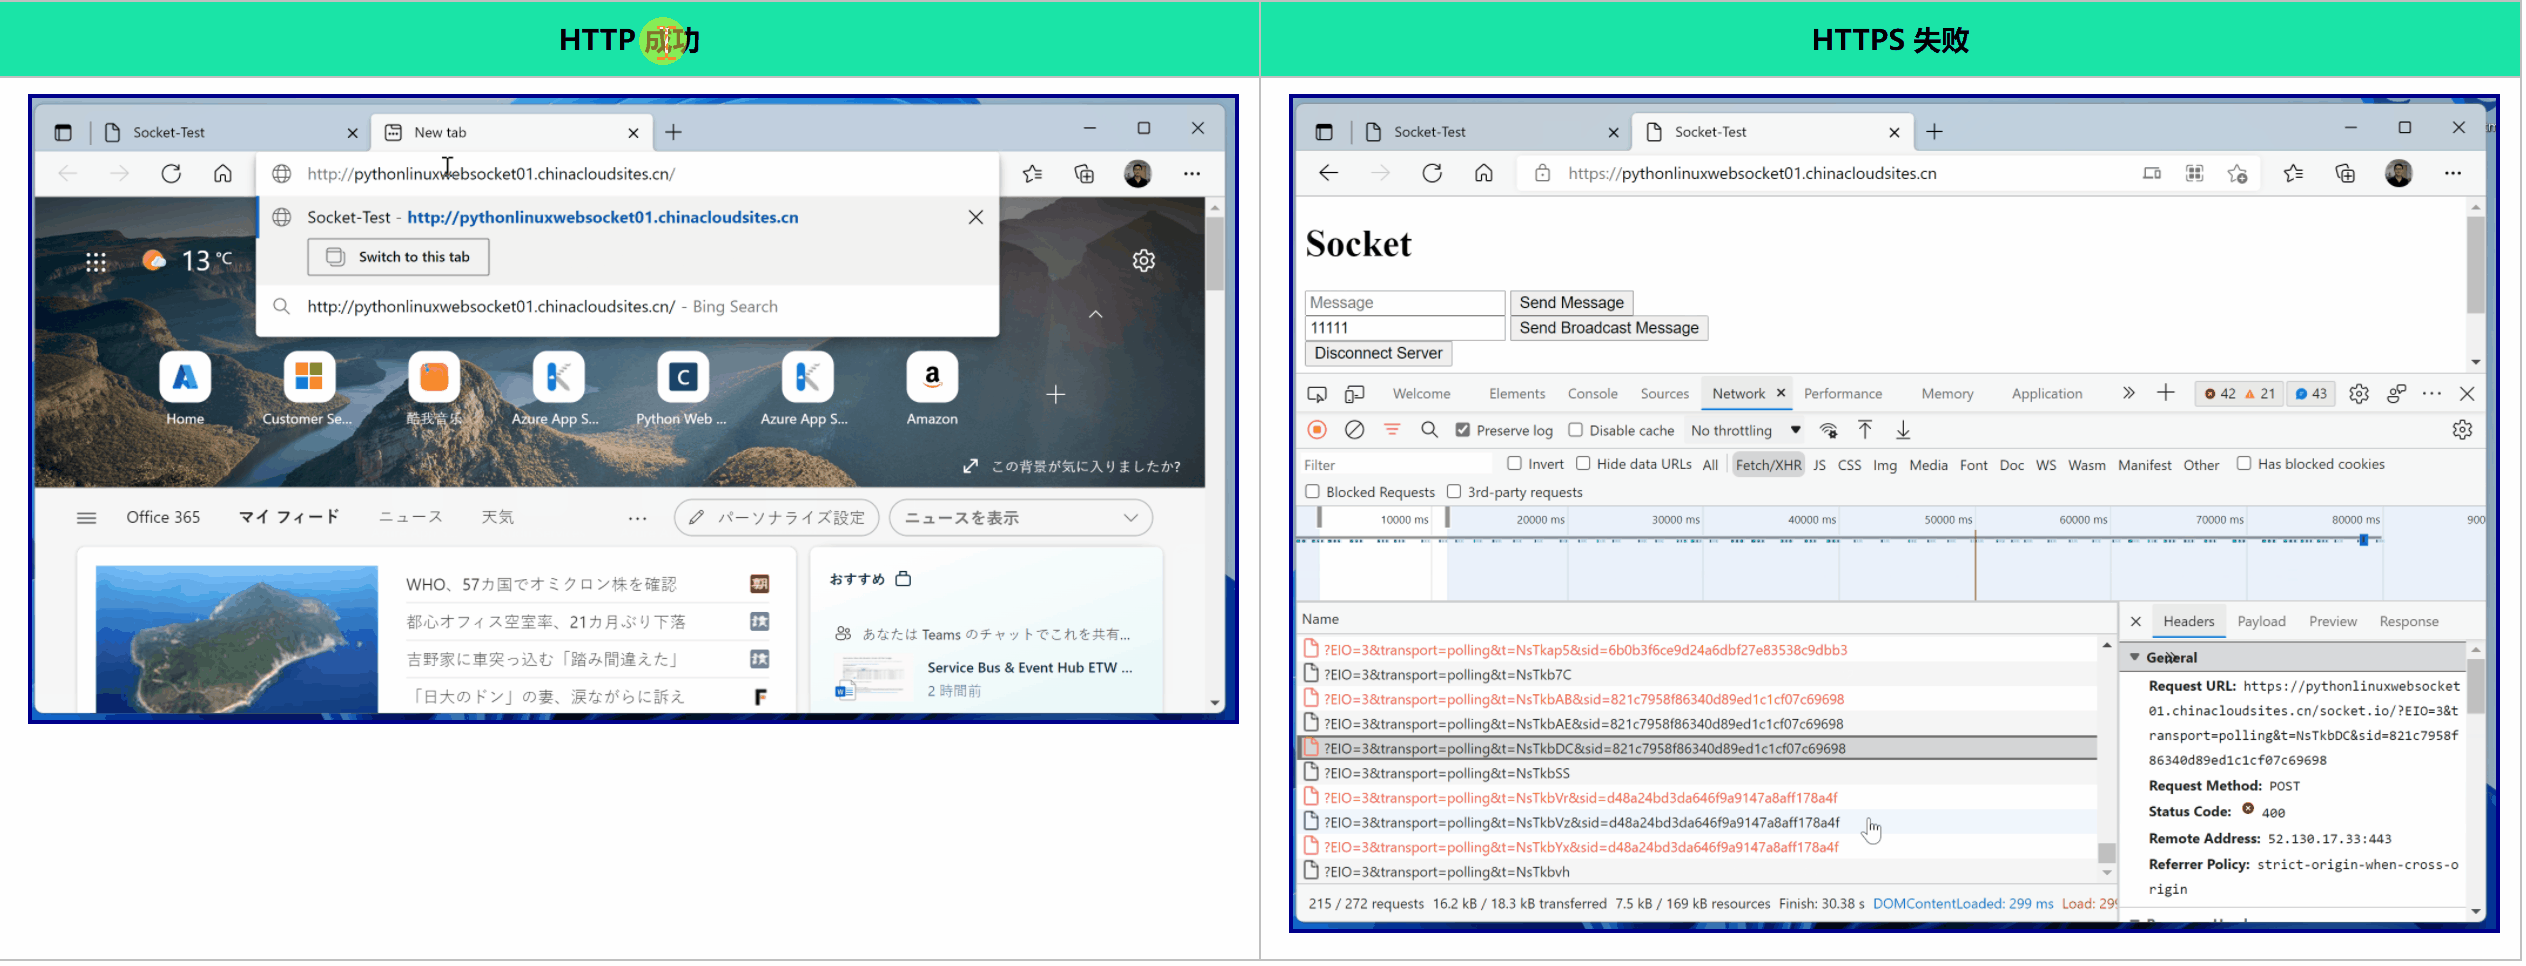 HTTP 成功
HTTPS 失败
Socket-Test
New tab
http://pythonlinuxwebsocket01.chinacloudsites.cn/
Socket-Test - http://pythonlinuxwebsocket01.chinacloudsites.cn
Switch to this tab
http://pythonlinuxwebsocket01.chinacloudsites.cn/ - Bing Search
13 °C
Home
Customer Se...
酷我音乐
Azure App S...
Python Web ...
Azure App S...
Amazon
この背景が気に入りましたか?
Office 365
マイ フィード
ニュース
天気
パーソナライズ設定
ニュースを表示
WHO、57カ国でオミクロン株を確認
都心オフィス空室率、21カ月ぶり下落
吉野家に車突っ込む「踏み間違えた」
「日大のドン」の妻、涙ながらに訴え
おすすめ
あなたは Teams のチャットでこれを共有...
Service Bus & Event Hub ETW ...
2 時間前
Socket-Test
Socket-Test
https://pythonlinuxwebsocket01.chinacloudsites.cn
Socket
Message
Send Message
11111
Send Broadcast Message
Disconnect Server
Welcome
Elements
Console
Sources
Network
Performance
Memory
Application
42
21
43
Preserve log
Disable cache
No throttling
Filter
Invert
Hide data URLs
All
Fetch/XHR
JS
CSS
Img
Media
Font
Doc
WS
Wasm
Manifest
Other
Has blocked cookies
Blocked Requests
3rd-party requests
10000 ms
20000 ms
30000 ms
40000 ms
50000 ms
60000 ms
70000 ms
80000 ms
900
Name
?EIO=3&transport=polling&t=NsTkap5&sid=6b0b3f6ce9d24a6dbf27e83538c9dbb3
?EIO=3&transport=polling&t=NsTkb7C
?EIO=3&transport=polling&t=NsTkbAB&sid=821c7958f86340d89ed1c1cf07c69698
?EIO=3&transport=polling&t=NsTkbAE&sid=821c7958f86340d89ed1c1cf07c69698
?EIO=3&transport=polling&t=NsTkbDC&sid=821c7958f86340d89ed1c1cf07c69698
?EIO=3&transport=polling&t=NsTkbSS
?EIO=3&transport=polling&t=NsTkbVr&sid=d48a24bd3da646f9a9147a8aff178a4f
?EIO=3&transport=polling&t=NsTkbVz&sid=d48a24bd3da646f9a9147a8aff178a4f
?EIO=3&transport=polling&t=NsTkbYx&sid=d48a24bd3da646f9a9147a8aff178a4f
?EIO=3&transport=polling&t=NsTkbvh
215 / 272 requests 16.2 kB / 18.3 kB transferred 7.5 kB / 169 kB resources Finish: 30.38 s DOMContentLoaded: 299 ms Load: 299
Headers
Payload
Preview
Response
General
Request URL: https://pythonlinuxwebsocket
01.chinacloudsites.cn/socket.io/?EIO=3&t
ransport=polling&t=NsTkbDC&sid=821c7958f
86340d89ed1c1cf07c69698
Request Method: POST
Status Code: 400
Remote Address: 52.130.17.33:443
Referrer Policy: strict-origin-when-cross-o
rigin